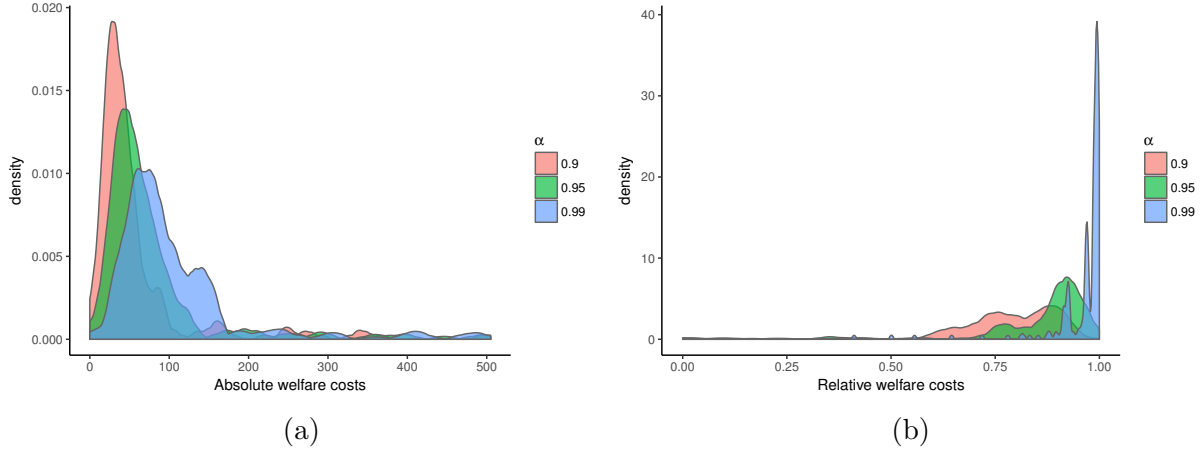 0.020
0.015
0.010
0.005
0.000
density
0 100 200 300 400 500
Absolute welfare costs
α
0.9
0.95
0.99
(a)
40
30
20
10
0
density
0.00 0.25 0.50 0.75 1.00
Relative welfare costs
α
0.9
0.95
0.99
(b)